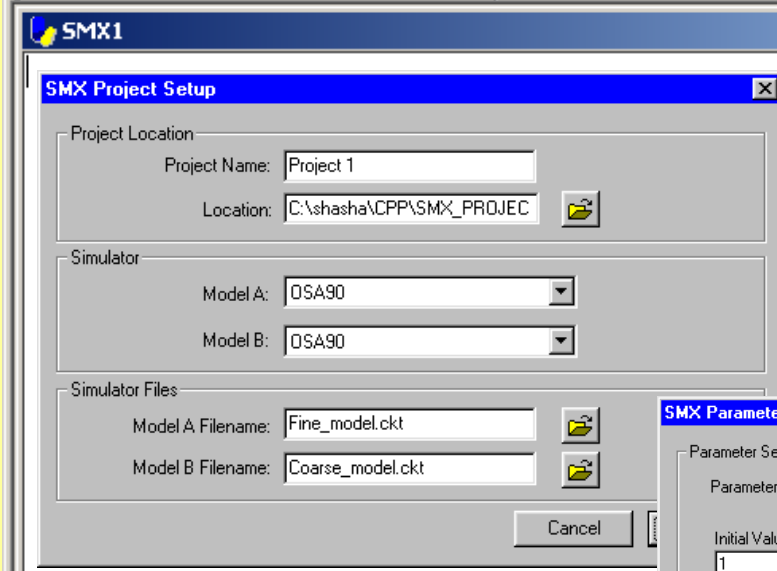 SMX1
SMX Project Setup
Project Location
Project Name: Project 1
Location: C:\shasha\CPP\SMX_PROJEC
Simulator
Model A: OSA90
Model B: OSA90
Simulator Files
Model A Filename: Fine_model.ckt
Model B Filename: Coarse_model.ckt
Cancel
SMX Paramete
Parameter Se
Parameter
Initial Valu
1